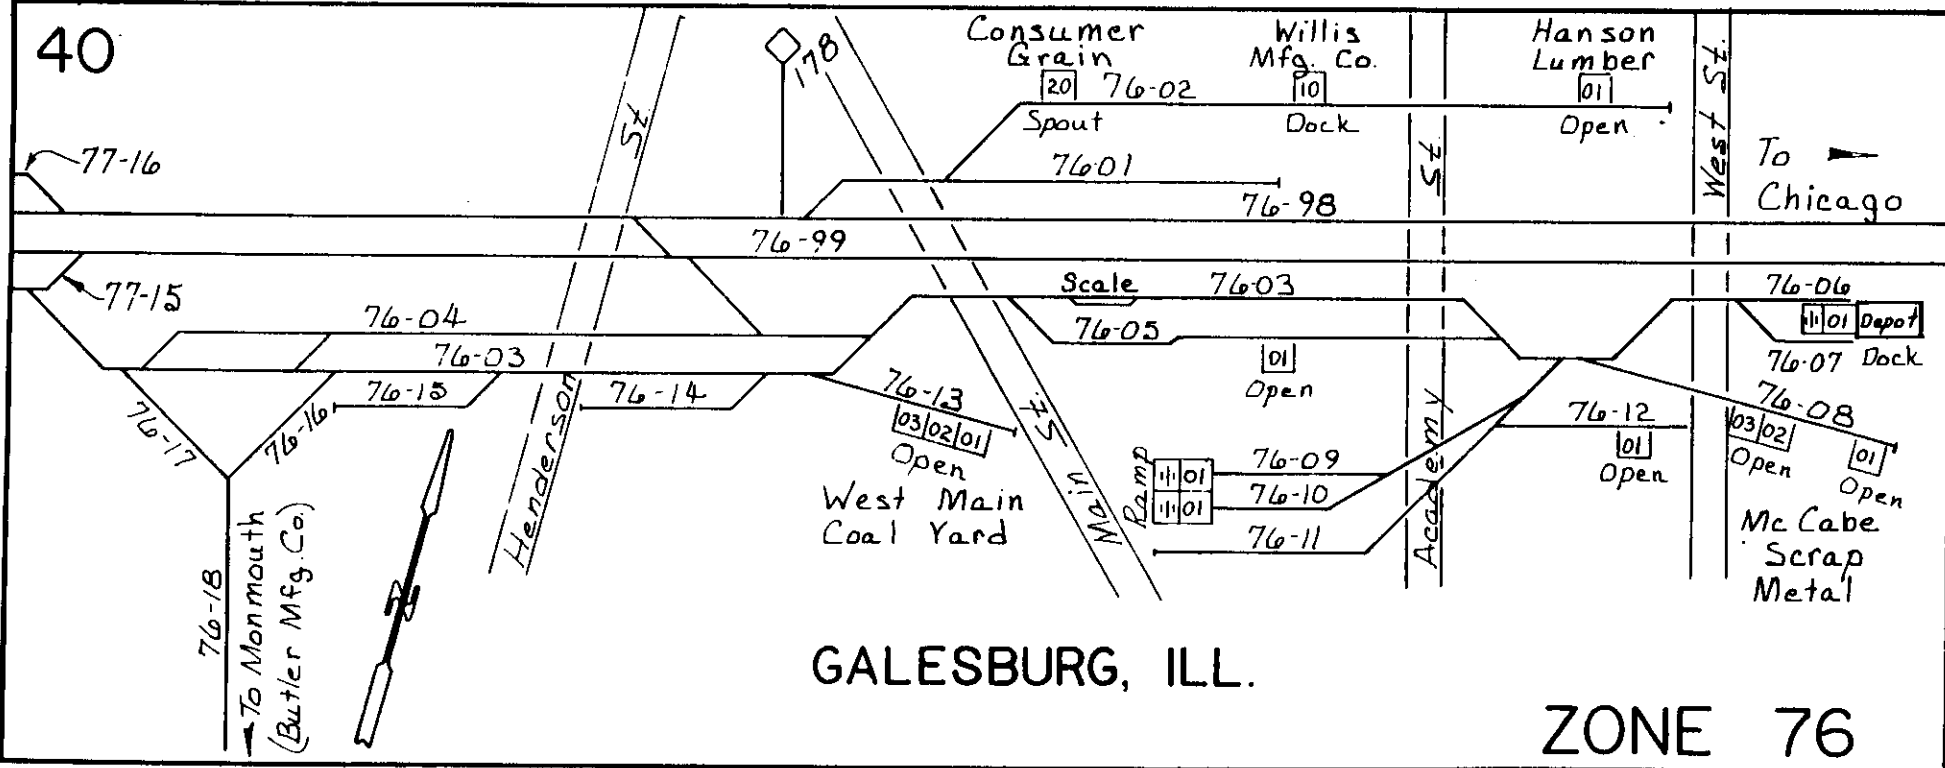 40
Consumer
Grain
20
76-02
Spout
Willis
Mfg. Co.
10
Dock
Hanson
Lumber
01
Open
178
St
St
West St.
To
Chicago
77-16
76-01
76-98
76-99
77-15
Scale
76-03
76-06
01
Depot
76-07
Dock
76-04
76-03
76-05
01
Open
76-15
76-14
76-13
03 02 01
Open
West Main
Coal Yard
76-17
76-16
Henderson
Main St.
Academy
76-12
01
Open
76-08
03 02
Open
01
Open
Mc Cabe
Scrap
Metal
Ramp
01
01
76-09
76-10
76-11
76-18
To Monmouth
(Butler Mfg. Co.)
N
GALESBURG, ILL.
ZONE 76